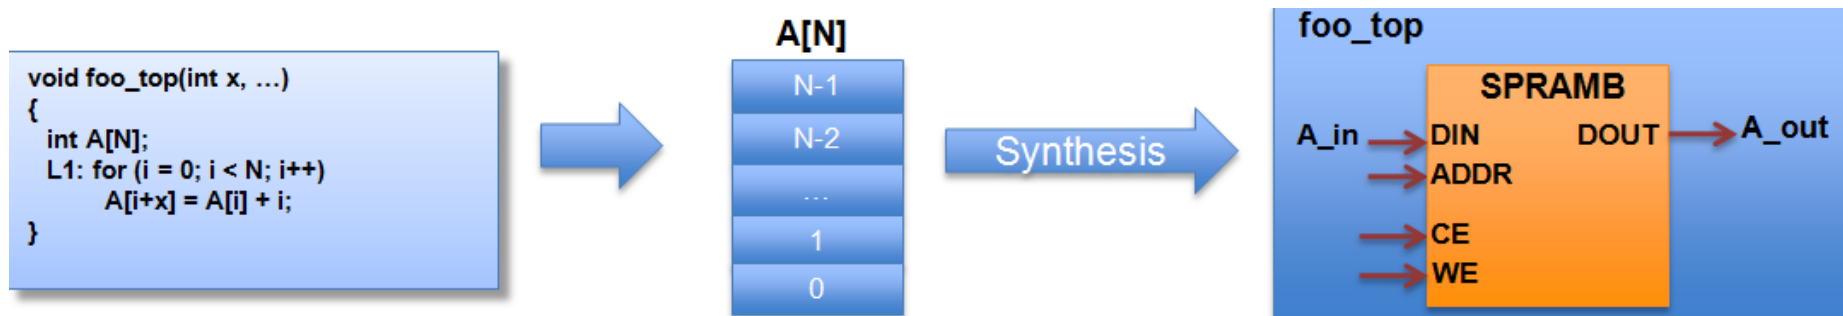 void foo_top(int x, …)
{
int A[N];
L1: for (i = 0; i < N; i++)
A[i+x] = A[i] + i;
}
A[N]
N-1
N-2
…
1
0
Synthesis
foo_top
SPRAMB
A_in
DIN
DOUT
A_out
ADDR
CE
WE